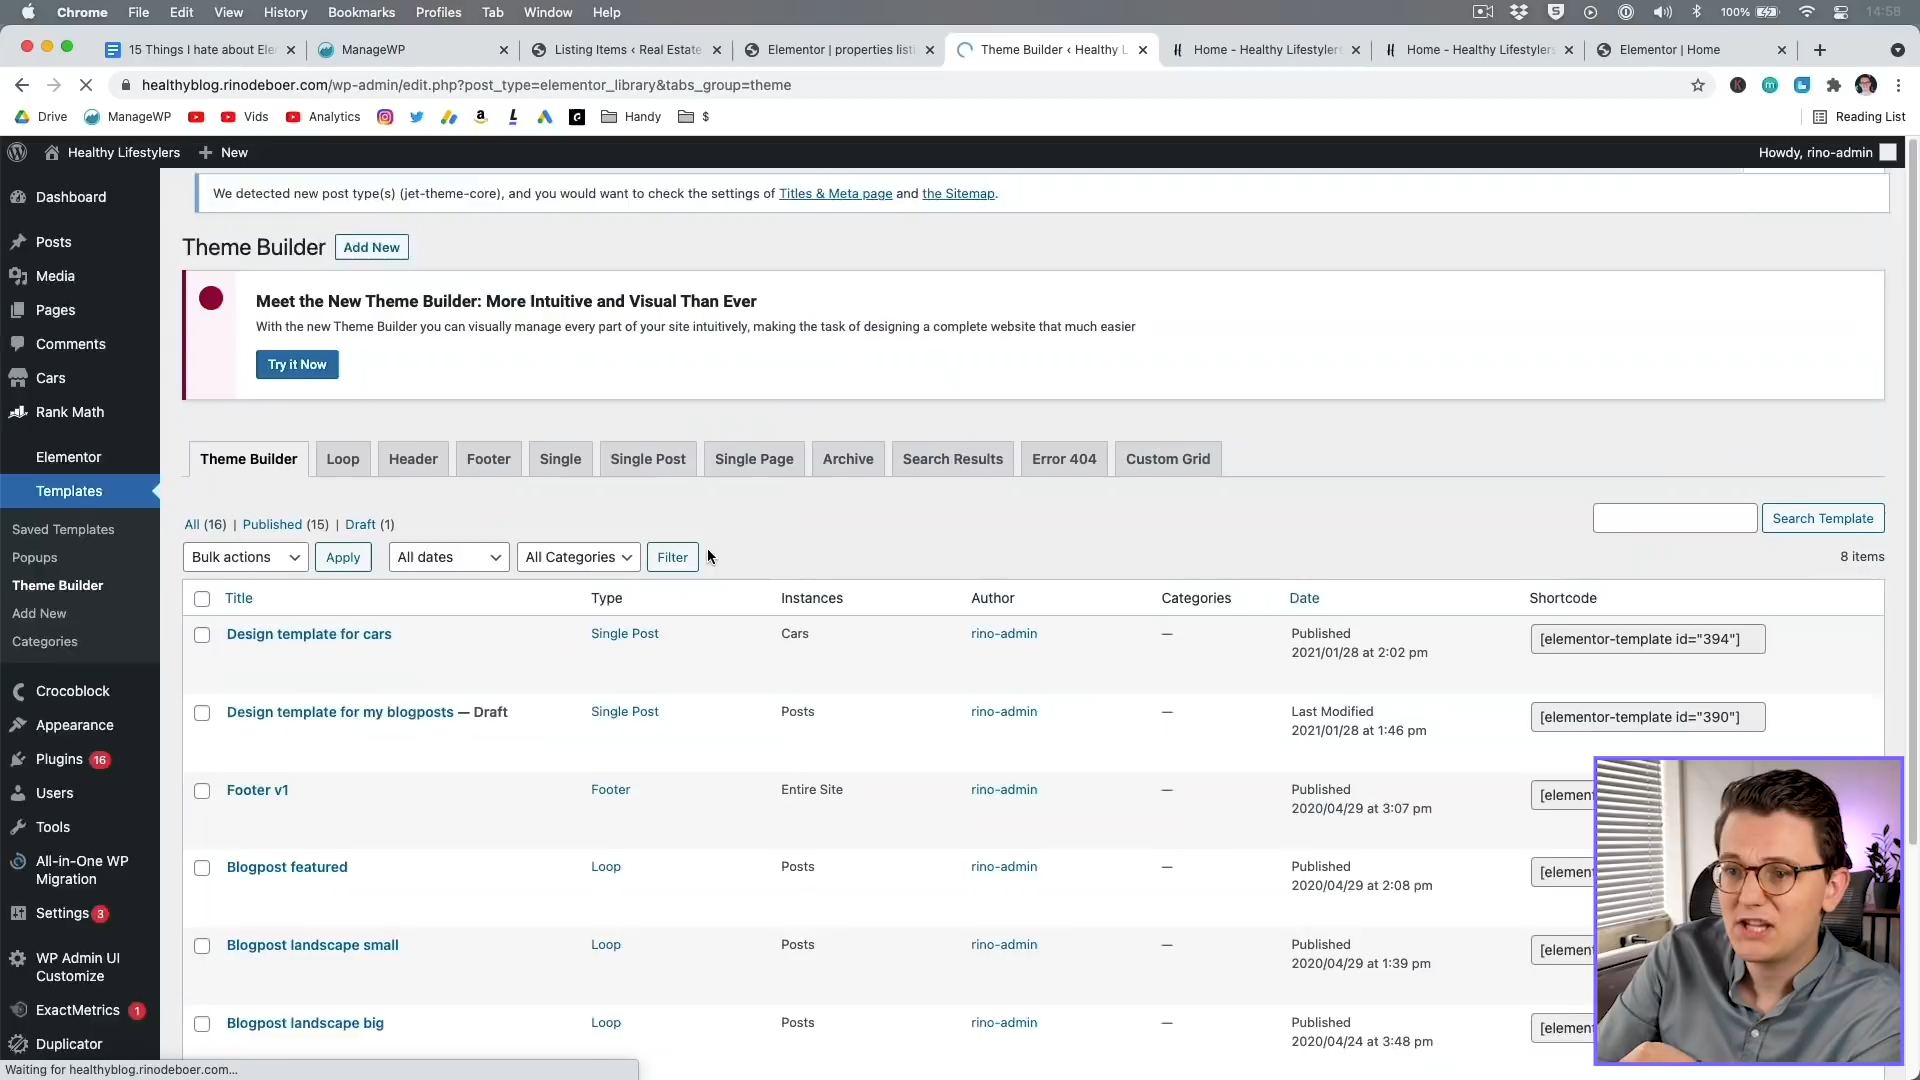 Chrome File Edit View History Bookmarks Profiles Tab Window Help 100% 14:58
15 Things I hate about Ele
ManageWP
Listing Items ‹ Real Estate
Elementor | properties listi
Theme Builder ‹ Healthy L
Home - Healthy Lifestylers
Home - Healthy Lifestylers
Elementor | Home
healthyblog.rinodeboer.com/wp-admin/edit.php?post_type=elementor_library&tabs_group=theme
Drive ManageWP Vids Analytics Handy $ Reading List
Healthy Lifestylers New Howdy, rino-admin
Dashboard
Posts
Media
Pages
Comments
Cars
Rank Math
Elementor
Templates
Saved Templates
Popups
Theme Builder
Add New
Categories
Crocoblock
Appearance
Plugins 16
Users
Tools
All-in-One WP
Migration
Settings 3
WP Admin UI
Customize
ExactMetrics 1
Duplicator
We detected new post type(s) (jet-theme-core), and you would want to check the settings of Titles & Meta page and the Sitemap.
Theme Builder Add New
Meet the New Theme Builder: More Intuitive and Visual Than Ever
With the new Theme Builder you can visually manage every part of your site intuitively, making the task of designing a complete website that much easier
Try it Now
Theme Builder Loop Header Footer Single Single Post Single Page Archive Search Results Error 404 Custom Grid
All (16) | Published (15) | Draft (1)
Search Template
Bulk actions Apply All dates All Categories Filter 8 items
Title Type Instances Author Categories Date Shortcode
Design template for cars Single Post Cars rino-admin — Published [elementor-template id="394"]
2021/01/28 at 2:02 pm
Design template for my blogposts — Draft Single Post Posts rino-admin — Last Modified [elementor-template id="390"]
2021/01/28 at 1:46 pm
Footer v1 Footer Entire Site rino-admin — Published [element
2020/04/29 at 3:07 pm
Blogpost featured Loop Posts rino-admin — Published [element
2020/04/29 at 2:08 pm
Blogpost landscape small Loop Posts rino-admin — Published [element
2020/04/29 at 1:39 pm
Blogpost landscape big Loop Posts rino-admin — Published [element
2020/04/24 at 3:48 pm
Waiting for healthyblog.rinodeboer.com...